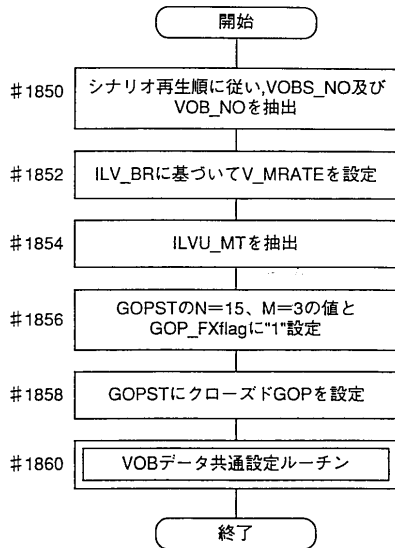 開始
#1850
シナリオ再生順に従い,VOBS_NO及び
VOB_NOを抽出
#1852
ILV_BRに基づいてV_MRATEを設定
#1854
ILVU_MTを抽出
#1856
GOPSTのN=15、M=3の値と
GOP_FXflagに"1"設定
#1858
GOPSTにクローズドGOPを設定
#1860
VOBデータ共通設定ルーチン
終了